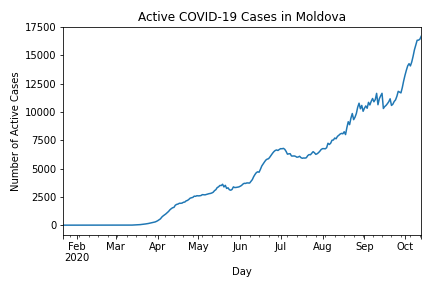 Active COVID-19 Cases in Moldova
17500
15000
12500
10000
7500
5000
2500
0
Number of Active Cases
Feb Mar Apr May Jun Jul Aug Sep Oct
2020
Day